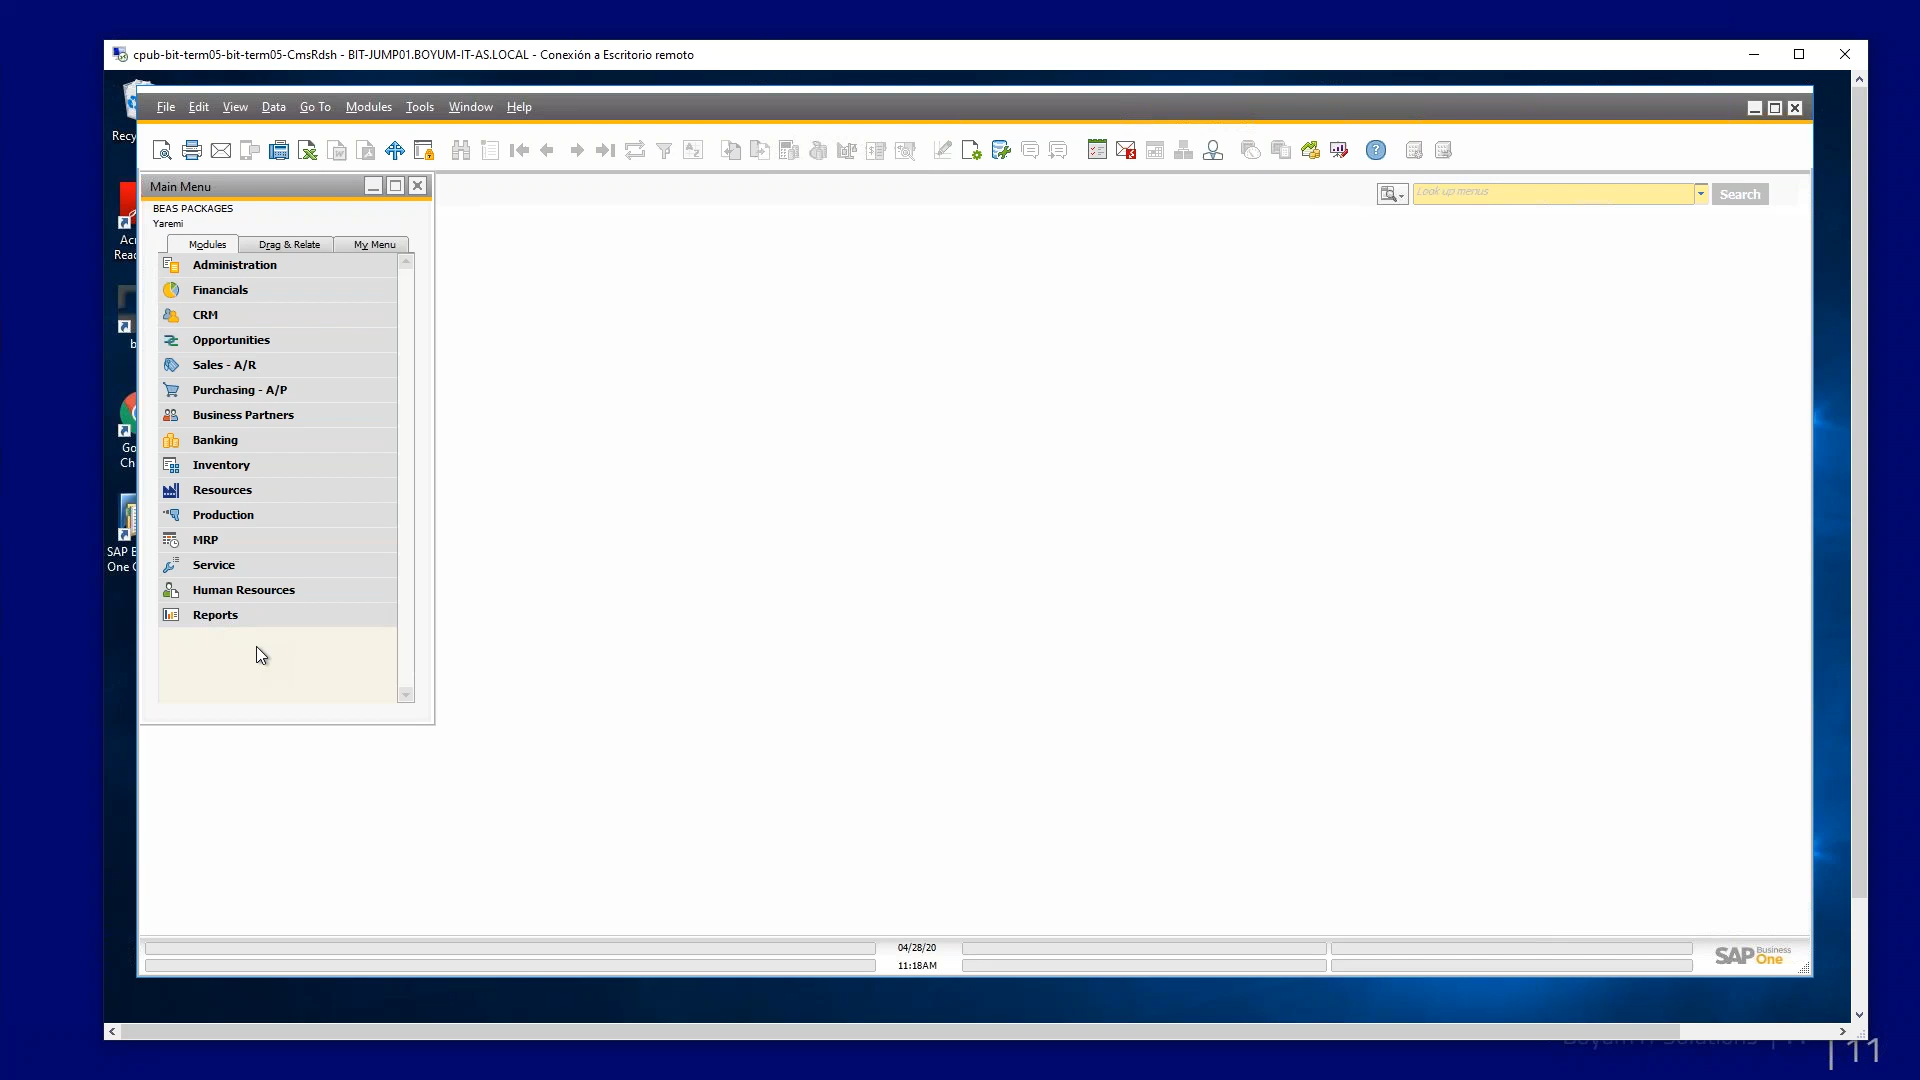 cpub-bit-term05-bit-term05-CmsRdsh - BIT-JUMP01.BOYUM-IT-AS.LOCAL - Conexión a Escritorio remoto
File Edit View Data Go To Modules Tools Window Help
Main Menu
Look up menus
Search
BEAS PACKAGES
Yaremi
Modules Drag & Relate My Menu
Administration
Financials
CRM
Opportunities
Sales - A/R
Purchasing - A/P
Business Partners
Banking
Inventory
Resources
Production
MRP
Service
Human Resources
Reports
04/28/20
11:18AM
SAP Business One
11